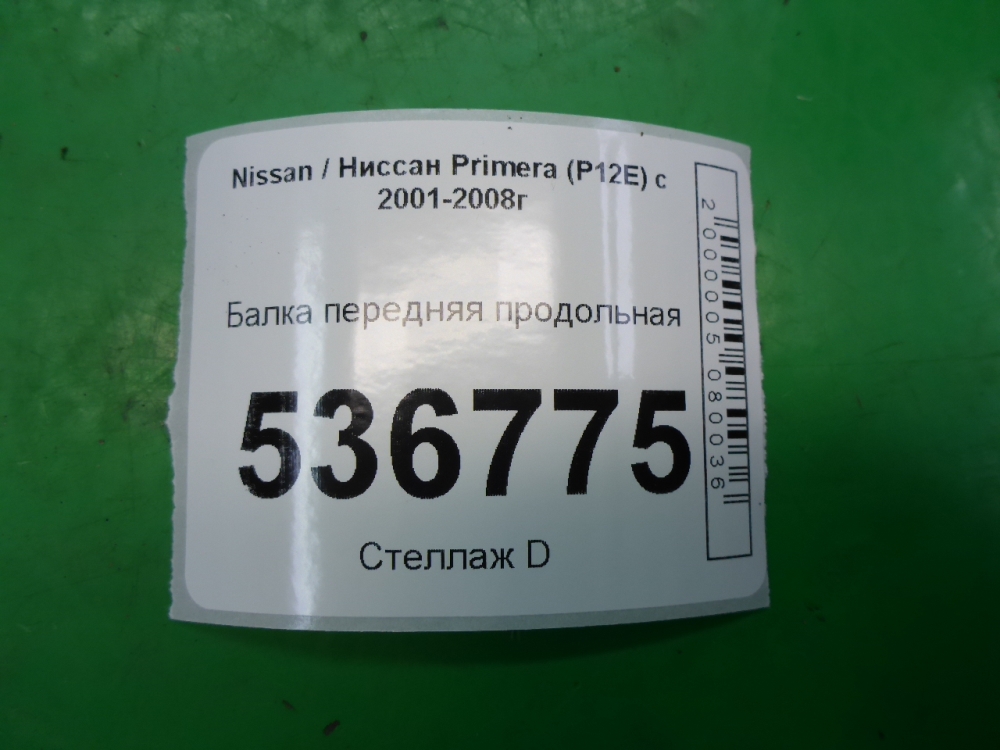 Nissan / Ниссан Primera (P12E) с
2001-2008г
Балка передняя продольная
536775
Стеллаж D
2000005080036